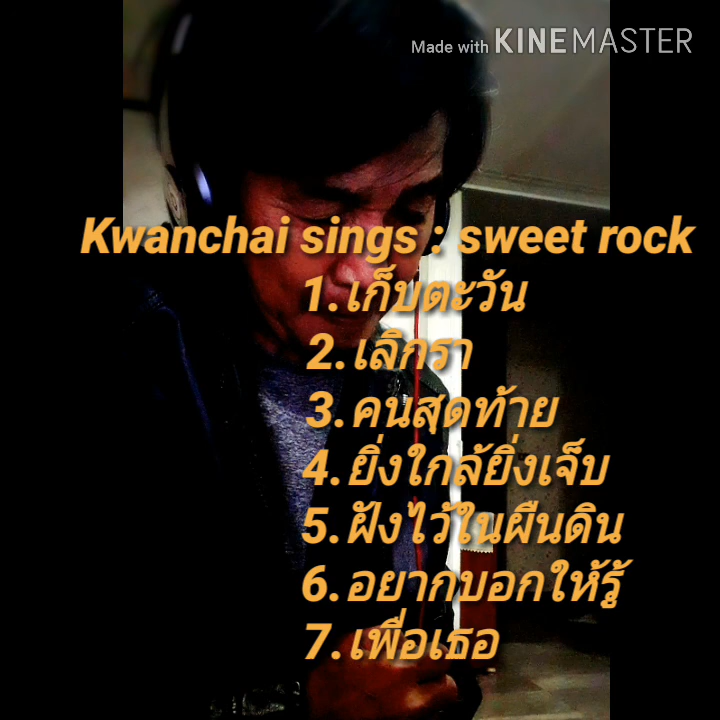 Made with KINEMASTER
Kwanchai sings : sweet rock
1.เก็บตะวัน
2.เลิกรา
3.คนสุดท้าย
4.ยิ่งใกล้ยิ่งเจ็บ
5.ฝังไว้ในผืนดิน
6.อยากบอกให้รู้
7.เพื่อเธอ